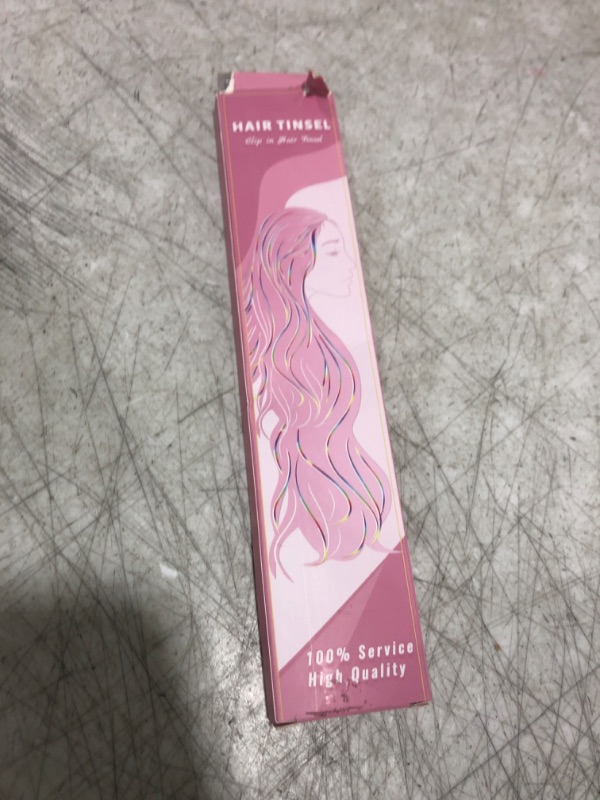 HAIR TINSEL
Clip in Hair Tinsel
100% Service
High Quality